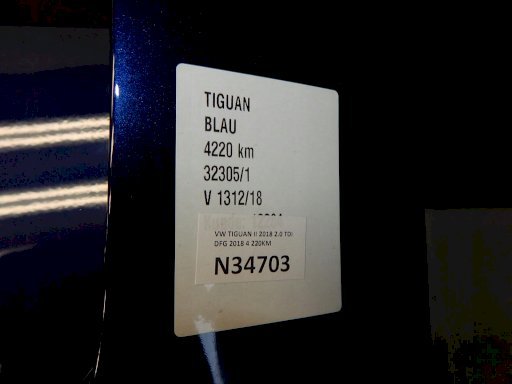 TIGUAN
BLAU
4220 km
32305/1
V 1312/18
VW TIGUAN II 2018 2.0 TDI
DFG 2018 4 220KM
N34703